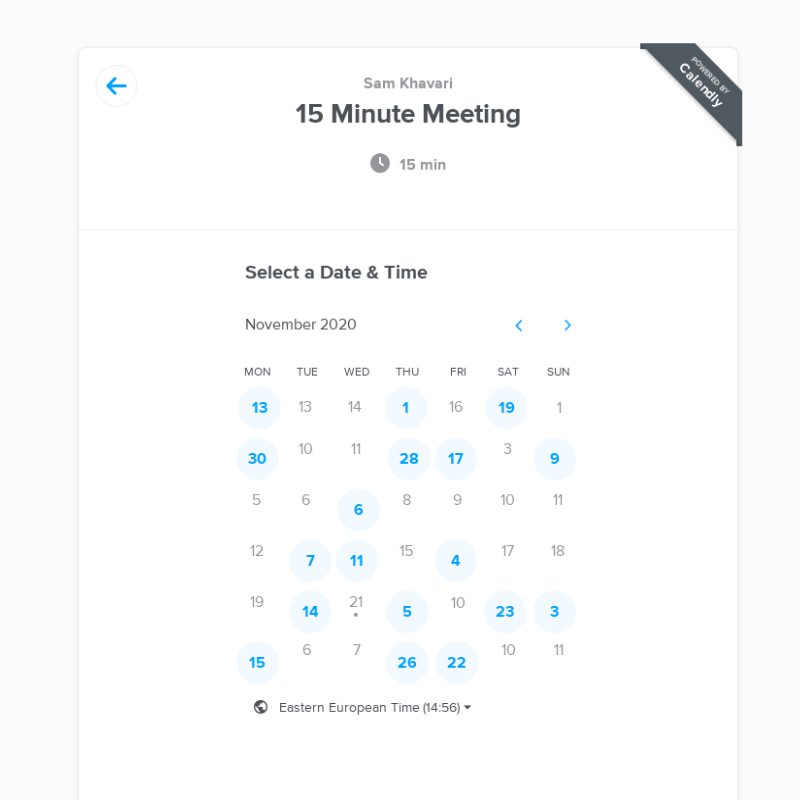 POWERED BY
Calendly
Sam Khavari
15 Minute Meeting
15 min
Select a Date & Time
November 2020
MON TUE WED THU FRI SAT SUN
13 13 14 1 16 19 1
30 10 11 28 17 3 9
5 6 6 8 9 10 11
12 7 11 15 4 17 18
19 14 21 5 10 23 3
15 6 7 26 22 10 11
Eastern European Time (14:56)